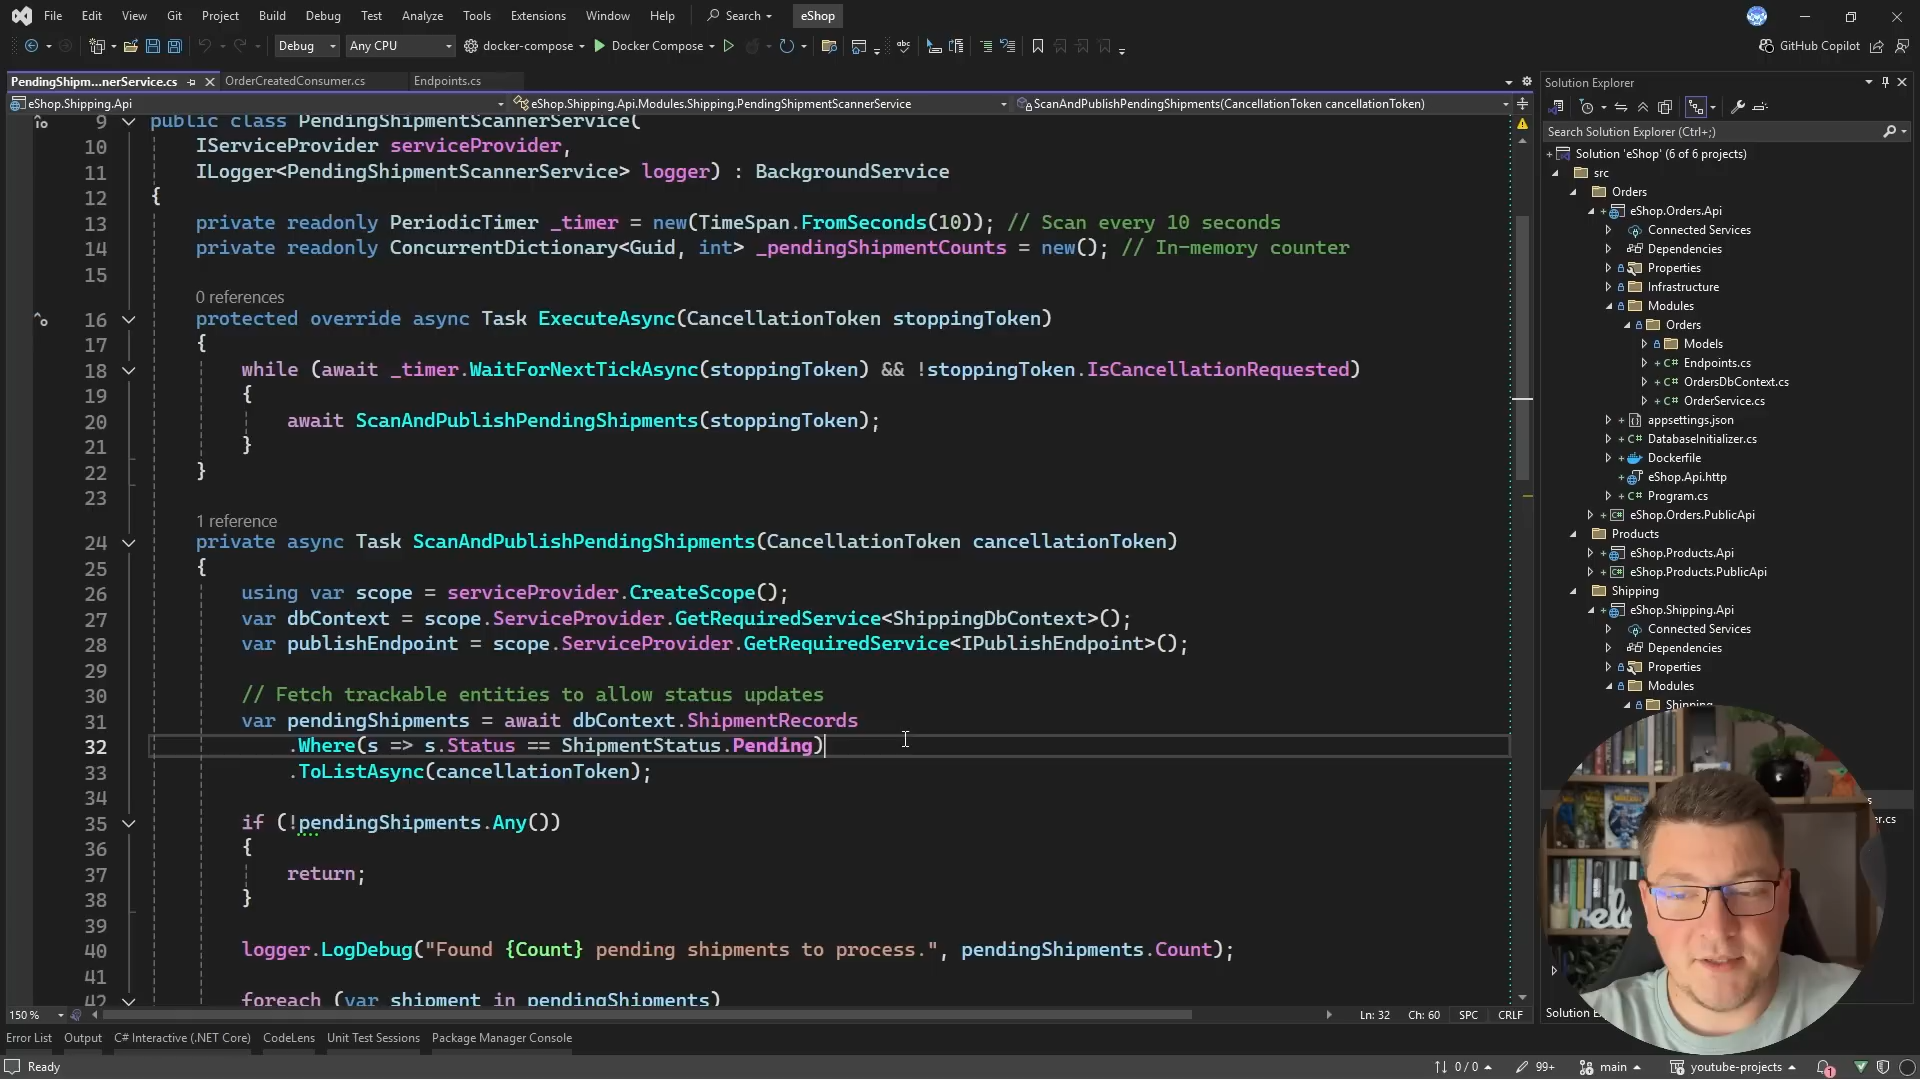 File Edit View Git Project Build Debug Test Analyze Tools Extensions Window Help Search eShop
Debug Any CPU docker-compose Docker Compose GitHub Copilot
PendingShipm...nerService.cs OrderCreatedConsumer.cs Endpoints.cs
eShop.Shipping.Api eShop.Shipping.Api.Modules.Shipping.PendingShipmentScannerService ScanAndPublishPendingShipments(CancellationToken cancellationToken)
9 public class PendingShipmentScannerService(
10 IServiceProvider serviceProvider,
11 ILogger<PendingShipmentScannerService> logger) : BackgroundService
12 {
13 private readonly PeriodicTimer _timer = new(TimeSpan.FromSeconds(10)); // Scan every 10 seconds
14 private readonly ConcurrentDictionary<Guid, int> _pendingShipmentCounts = new(); // In-memory counter
15
0 references
16 protected override async Task ExecuteAsync(CancellationToken stoppingToken)
17 {
18 while (await _timer.WaitForNextTickAsync(stoppingToken) && !stoppingToken.IsCancellationRequested)
19 {
20 await ScanAndPublishPendingShipments(stoppingToken);
21 }
22 }
23
1 reference
24 private async Task ScanAndPublishPendingShipments(CancellationToken cancellationToken)
25 {
26 using var scope = serviceProvider.CreateScope();
27 var dbContext = scope.ServiceProvider.GetRequiredService<ShippingDbContext>();
28 var publishEndpoint = scope.ServiceProvider.GetRequiredService<IPublishEndpoint>();
29
30 // Fetch trackable entities to allow status updates
31 var pendingShipments = await dbContext.ShipmentRecords
32 .Where(s => s.Status == ShipmentStatus.Pending)
33 .ToListAsync(cancellationToken);
34
35 if (!pendingShipments.Any())
36 {
37 return;
38 }
39
40 logger.LogDebug("Found {Count} pending shipments to process.", pendingShipments.Count);
41
42 foreach (var shipment in pendingShipments)
150 % Ln: 32 Ch: 60 SPC CRLF
Solution Explorer
Search Solution Explorer (Ctrl+;)
Solution 'eShop' (6 of 6 projects)
src
Orders
eShop.Orders.Api
Connected Services
Dependencies
Properties
Infrastructure
Modules
Orders
Models
C# Endpoints.cs
C# OrdersDbContext.cs
C# OrderService.cs
appsettings.json
C# DatabaseInitializer.cs
Dockerfile
eShop.Api.http
C# Program.cs
eShop.Orders.PublicApi
Products
eShop.Products.Api
eShop.Products.PublicApi
Shipping
eShop.Shipping.Api
Connected Services
Dependencies
Properties
Modules
Shipping
Error List Output C# Interactive (.NET Core) CodeLens Unit Test Sessions Package Manager Console
Ready 0 / 0 99+ main youtube-projects 1